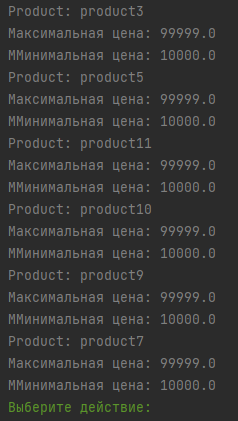 Product: product3
Максимальная цена: 99999.0
ММинимальная цена: 10000.0
Product: product5
Максимальная цена: 99999.0
ММинимальная цена: 10000.0
Product: product11
Максимальная цена: 99999.0
ММинимальная цена: 10000.0
Product: product10
Максимальная цена: 99999.0
ММинимальная цена: 10000.0
Product: product9
Максимальная цена: 99999.0
ММинимальная цена: 10000.0
Product: product7
Максимальная цена: 99999.0
ММинимальная цена: 10000.0
Выберите действие: